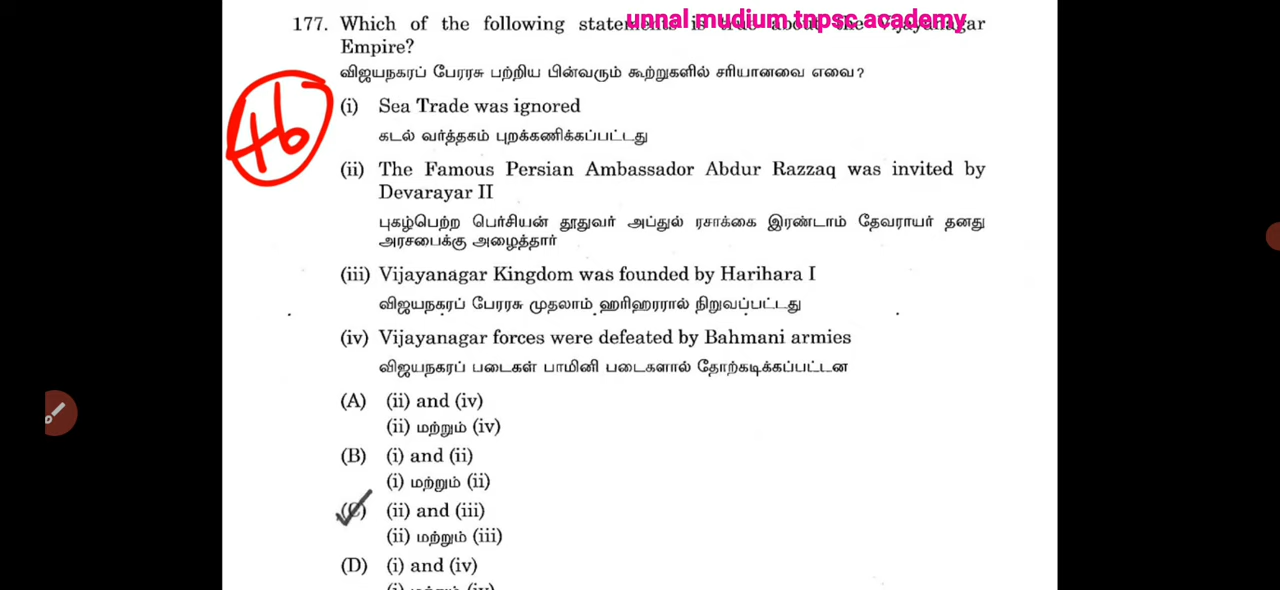 unnal mudium tnpsc academy
177. Which of the following statements is true about the Vijayanagar
Empire?
விஜயநகரப் பேரரசு பற்றிய பின்வரும் கூற்றுகளில் சரியானவை எவை?
46
(i) Sea Trade was ignored
கடல் வர்த்தகம் புறக்கணிக்கப்பட்டது
(ii) The Famous Persian Ambassador Abdur Razzaq was invited by
Devarayar II
புகழ்பெற்ற பெர்சியன் தூதுவர் அப்துல் ரசாக்கை இரண்டாம் தேவராயர் தனது
அரசபைக்கு அழைத்தார்
(iii) Vijayanagar Kingdom was founded by Harihara I
விஜயநகரப் பேரரசு முதலாம் ஹரிஹரரால் நிறுவப்பட்டது
(iv) Vijayanagar forces were defeated by Bahmani armies
விஜயநகரப் படைகள் பாமினி படைகளால் தோற்கடிக்கப்பட்டன
(A) (ii) and (iv)
(ii) மற்றும் (iv)
(B) (i) and (ii)
(i) மற்றும் (ii)
(C) (ii) and (iii)
(ii) மற்றும் (iii)
(D) (i) and (iv)
(i) மற்றும் (iv)